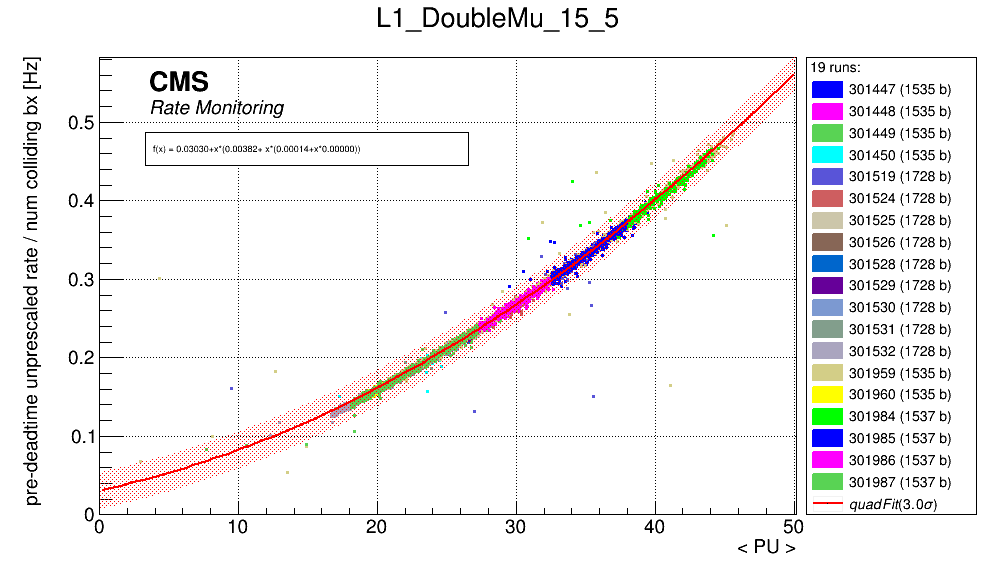 L1_DoubleMu_15_5
pre-deadtime unprescaled rate / num colliding bx [Hz]
CMS
Rate Monitoring
f(x) = 0.03030+x*(0.00382+ x*(0.00014+x*0.00000))
0.5
0.4
0.3
0.2
0.1
0
0 10 20 30 40 50
< PU >
19 runs:
301447 (1535 b)
301448 (1535 b)
301449 (1535 b)
301450 (1535 b)
301519 (1728 b)
301524 (1728 b)
301525 (1728 b)
301526 (1728 b)
301528 (1728 b)
301529 (1728 b)
301530 (1728 b)
301531 (1728 b)
301532 (1728 b)
301959 (1535 b)
301960 (1535 b)
301984 (1537 b)
301985 (1537 b)
301986 (1537 b)
301987 (1537 b)
quadFit(3.0σ)